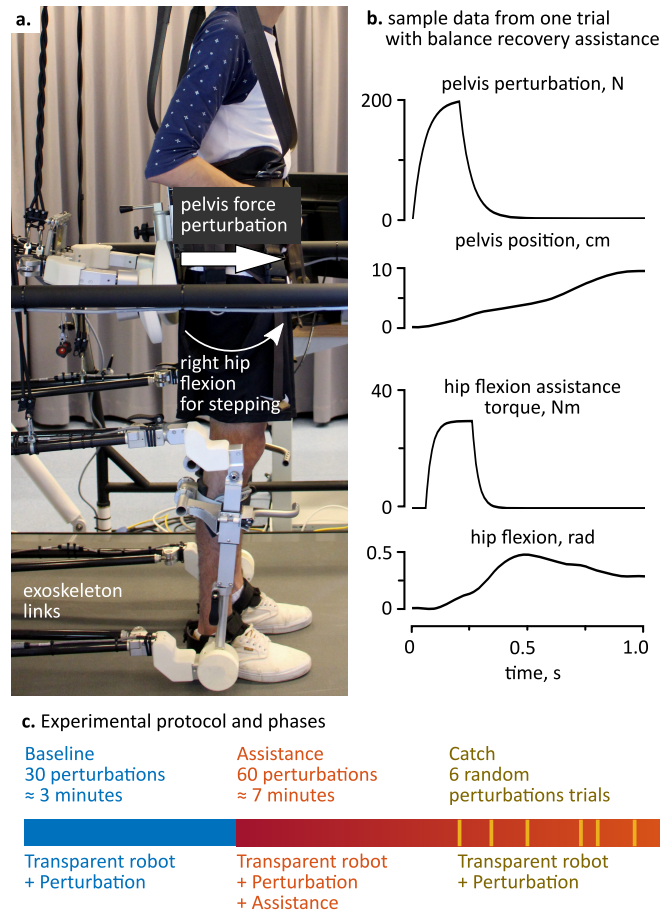 a.
pelvis force
perturbation
right hip
flexion
for stepping
exoskeleton
links
b. sample data from one trial
with balance recovery assistance
pelvis perturbation, N
200
0
pelvis position, cm
10
0
hip flexion assistance
torque, Nm
40
0
hip flexion, rad
0.5
0
0
0.5
1.0
time, s
c. Experimental protocol and phases
Baseline
30 perturbations
≈ 3 minutes
Assistance
60 perturbations
≈ 7 minutes
Catch
6 random
perturbations trials
Transparent robot
+ Perturbation
Transparent robot
+ Perturbation
+ Assistance
Transparent robot
+ Perturbation